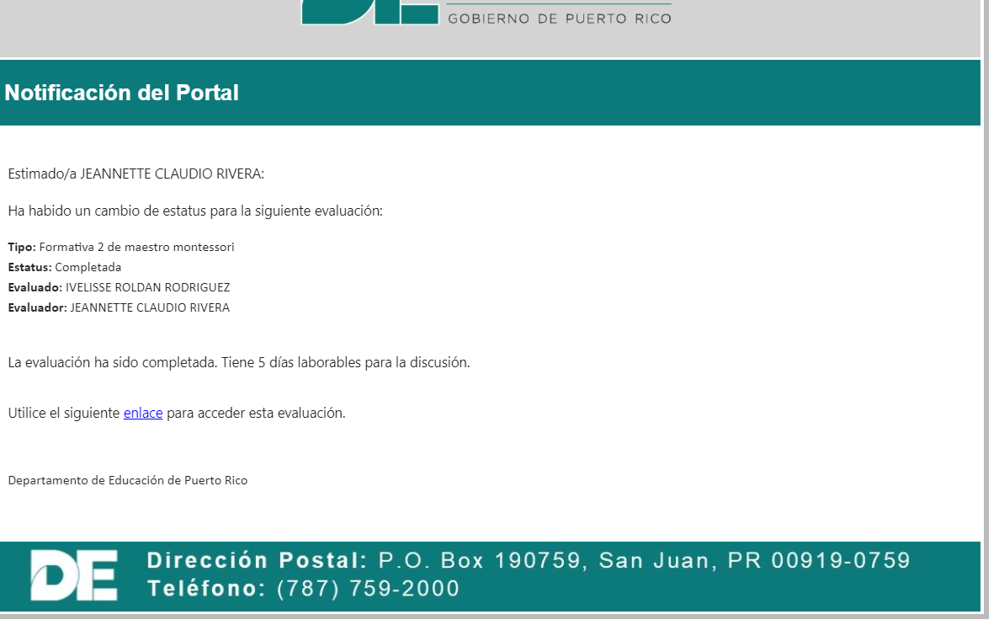 GOBIERNO DE PUERTO RICO
Notificación del Portal
Estimado/a JEANNETTE CLAUDIO RIVERA:
Ha habido un cambio de estatus para la siguiente evaluación:
Tipo: Formativa 2 de maestro montessori
Estatus: Completada
Evaluado: IVELISSE ROLDAN RODRIGUEZ
Evaluador: JEANNETTE CLAUDIO RIVERA
La evaluación ha sido completada. Tiene 5 días laborables para la discusión.
Utilice el siguiente enlace para acceder esta evaluación.
Departamento de Educación de Puerto Rico
DE
Dirección Postal: P.O. Box 190759, San Juan, PR 00919-0759
Teléfono: (787) 759-2000